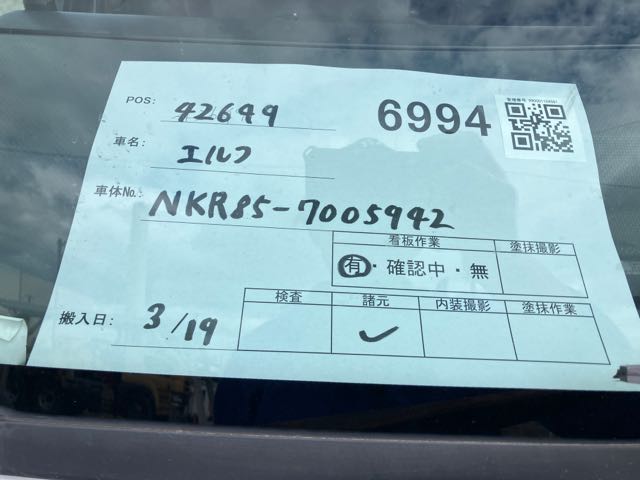 POS: 42649
6994
車名: エルフ
車体No.: NKR85-7005942
看板作業 塗抹撮影
有・確認中・無
搬入日: 3/19
検査 諸元 内装撮影 塗抹作業
✓